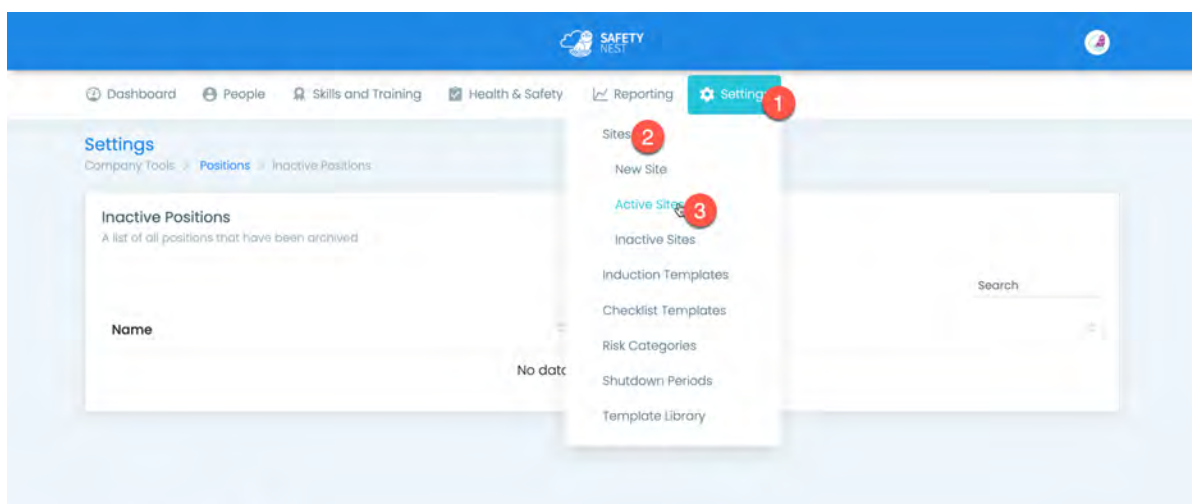 SAFETY
NEST
Dashboard People Skills and Training Health & Safety Reporting Settings 1
Settings
Company Tools > Positions > Inactive Positions
Sites 2
New Site
Active Sites 3
Inactive Sites
Induction Templates
Checklist Templates
Risk Categories
Shutdown Periods
Template Library
Inactive Positions
A list of all positions that have been archived
Search
Name
No data